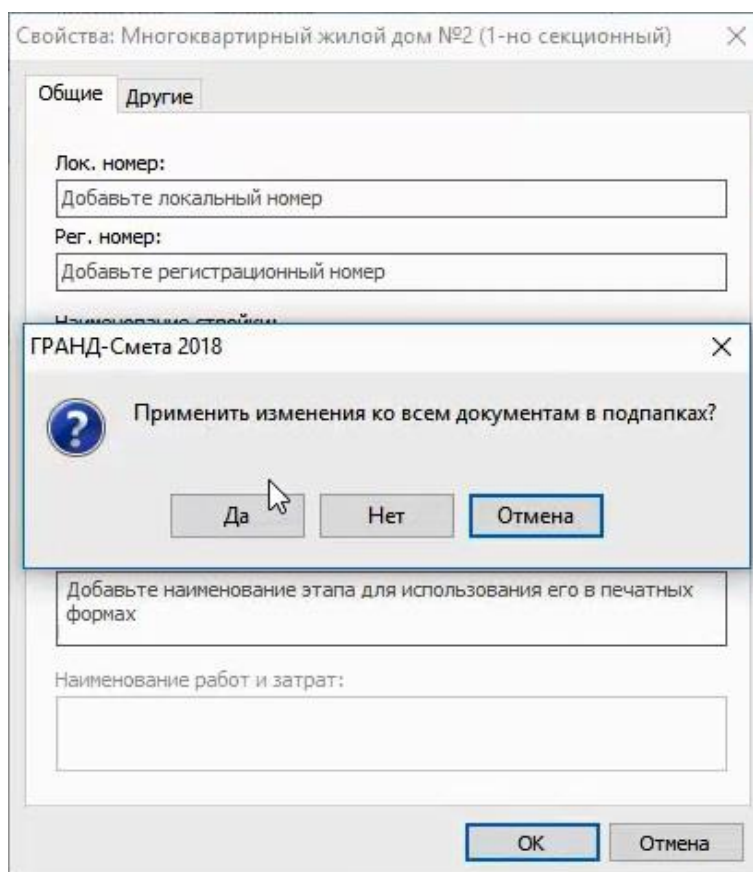 Свойства: Многоквартирный жилой дом №2 (1-но секционный)
Общие
Другие
Лок. номер:
Добавьте локальный номер
Рег. номер:
Добавьте регистрационный номер
Наименование стройки:
ГРАНД-Смета 2018
Применить изменения ко всем документам в подпапках?
Да
Нет
Отмена
Добавьте наименование этапа для использования его в печатных
формах
Наименование работ и затрат:
OK
Отмена